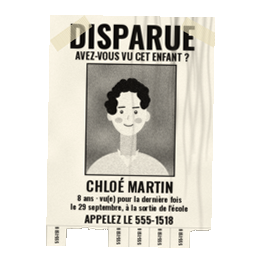 DISPARUE
AVEZ-VOUS VU CET ENFANT ?
CHLOÉ MARTIN
8 ans - vu(e) pour la dernière fois
le 29 septembre, à la sortie de l'école
APPELEZ LE 555-1518